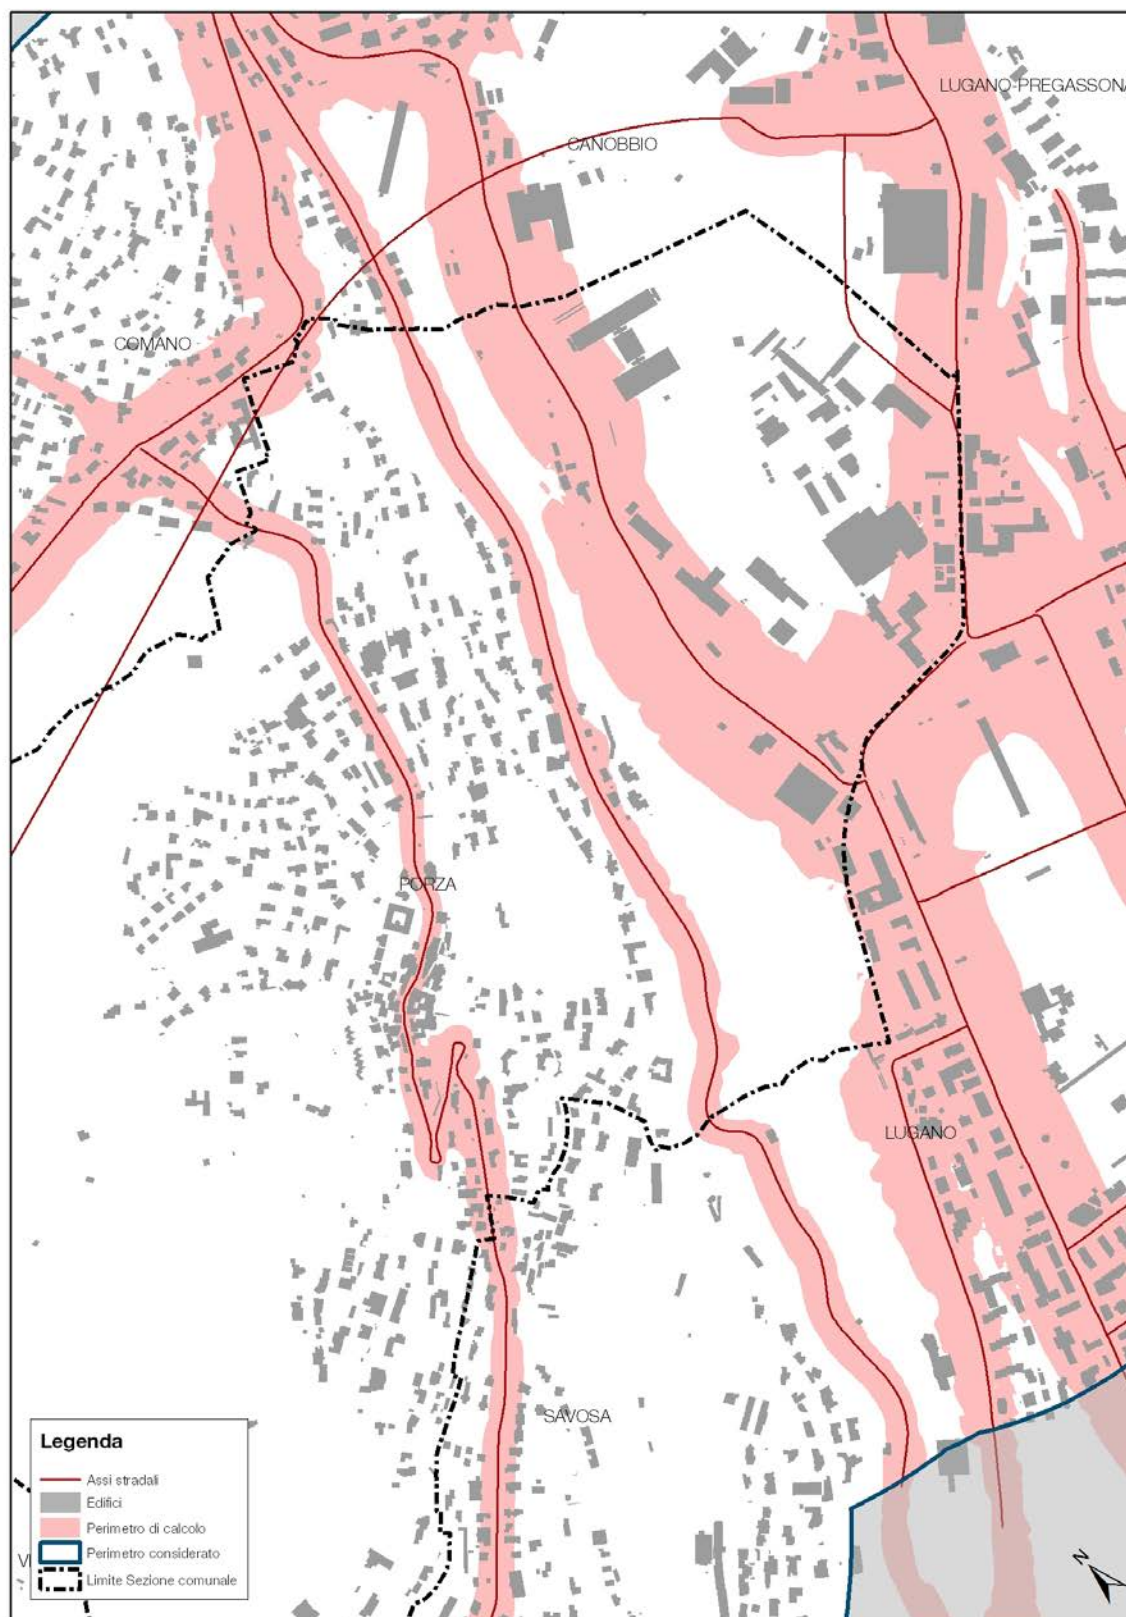 LUGANO-PREGASSONA
CANOBBIO
COMANO
PORZA
LUGANO
SAVOSA
Legenda
Assi stradali
Edifici
Perimetro di calcolo
Perimetro considerato
Limite Sezione comunale
N